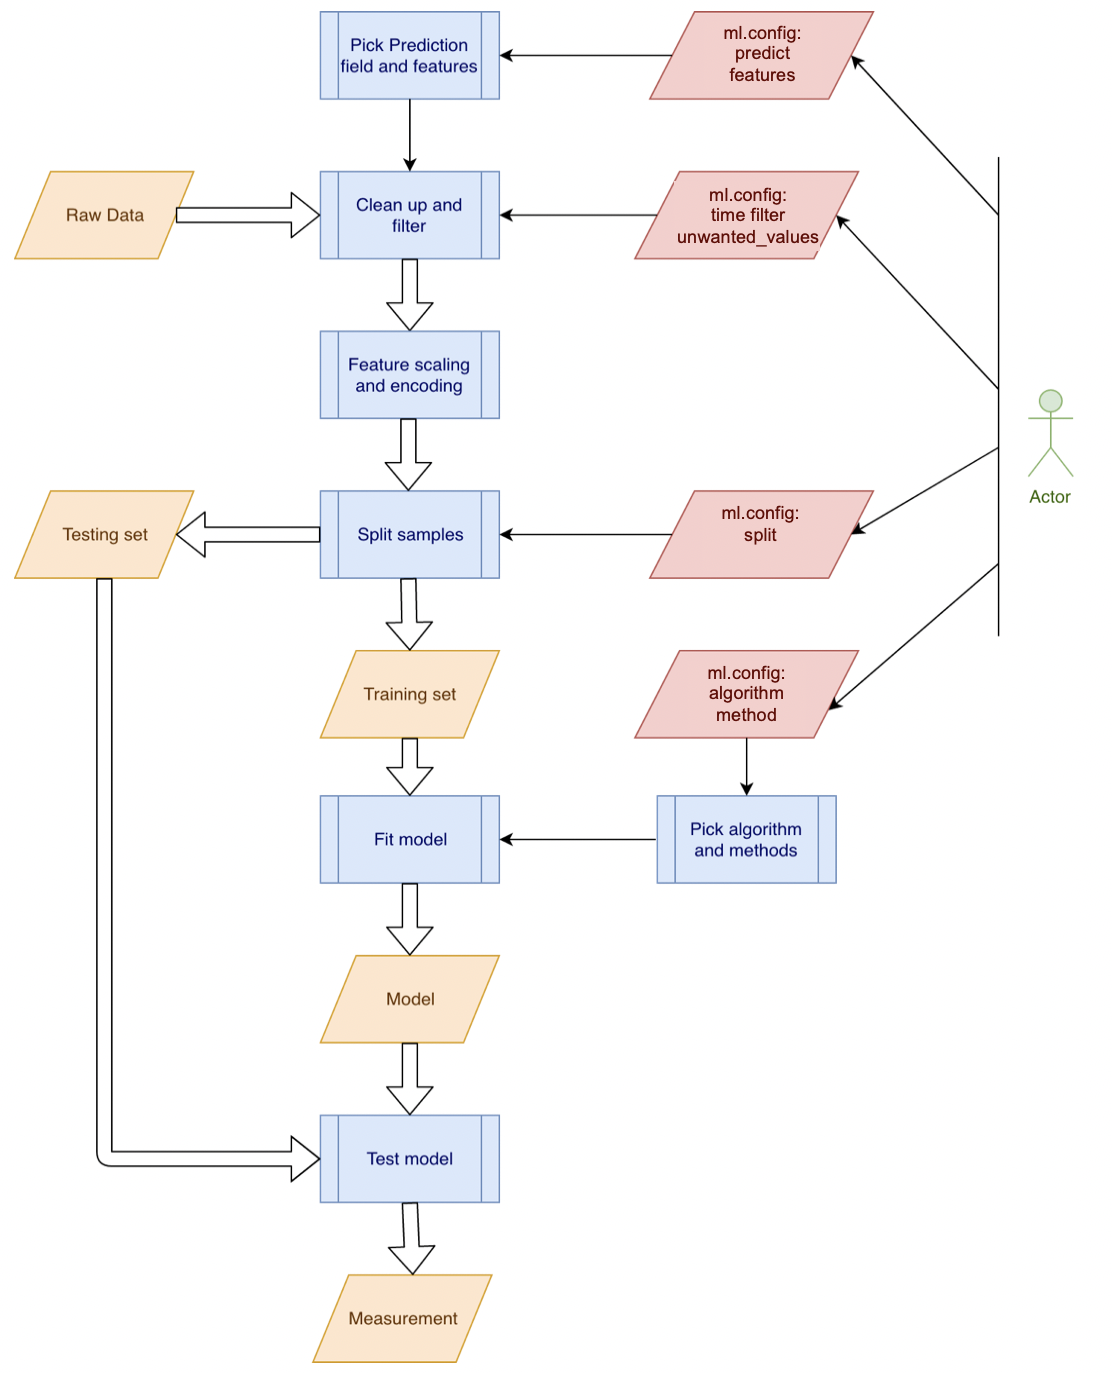 Pick Prediction
field and features
ml.config:
predict
features
Raw Data
Clean up and
filter
ml.config:
time filter
unwanted_values
Feature scaling
and encoding
Actor
Testing set
Split samples
ml.config:
split
Training set
ml.config:
algorithm
method
Fit model
Pick algorithm
and methods
Model
Test model
Measurement